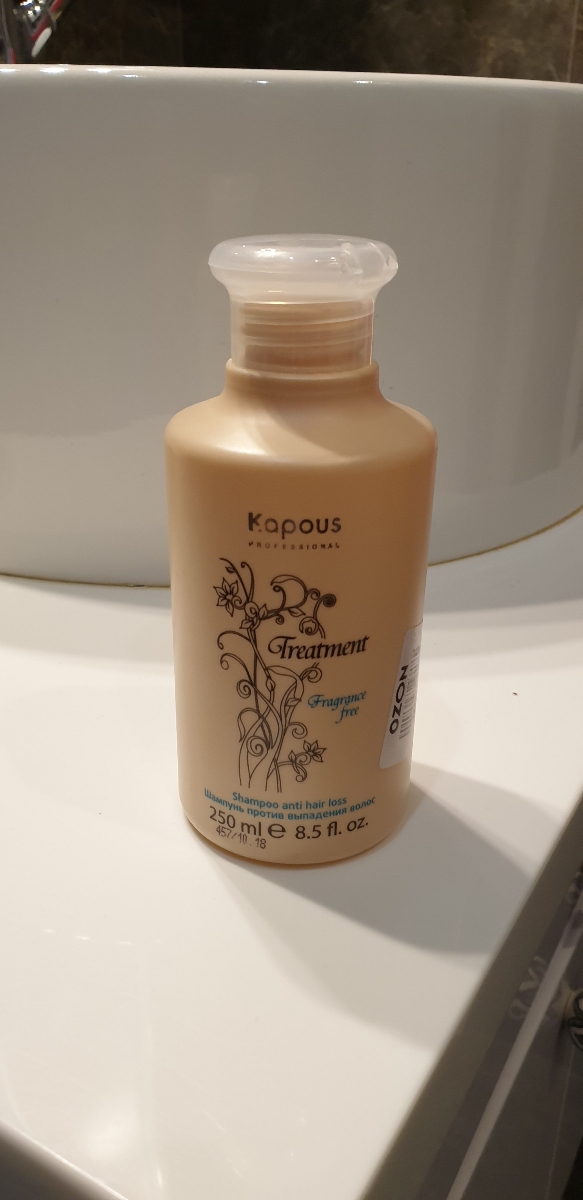 Kapous
PROFESSIONAL
Treatment
Fragrance
free
OZON
Shampoo anti hair loss
Шампунь против выпадения волос
250 ml ℮ 8.5 fl. oz.
457/10.18